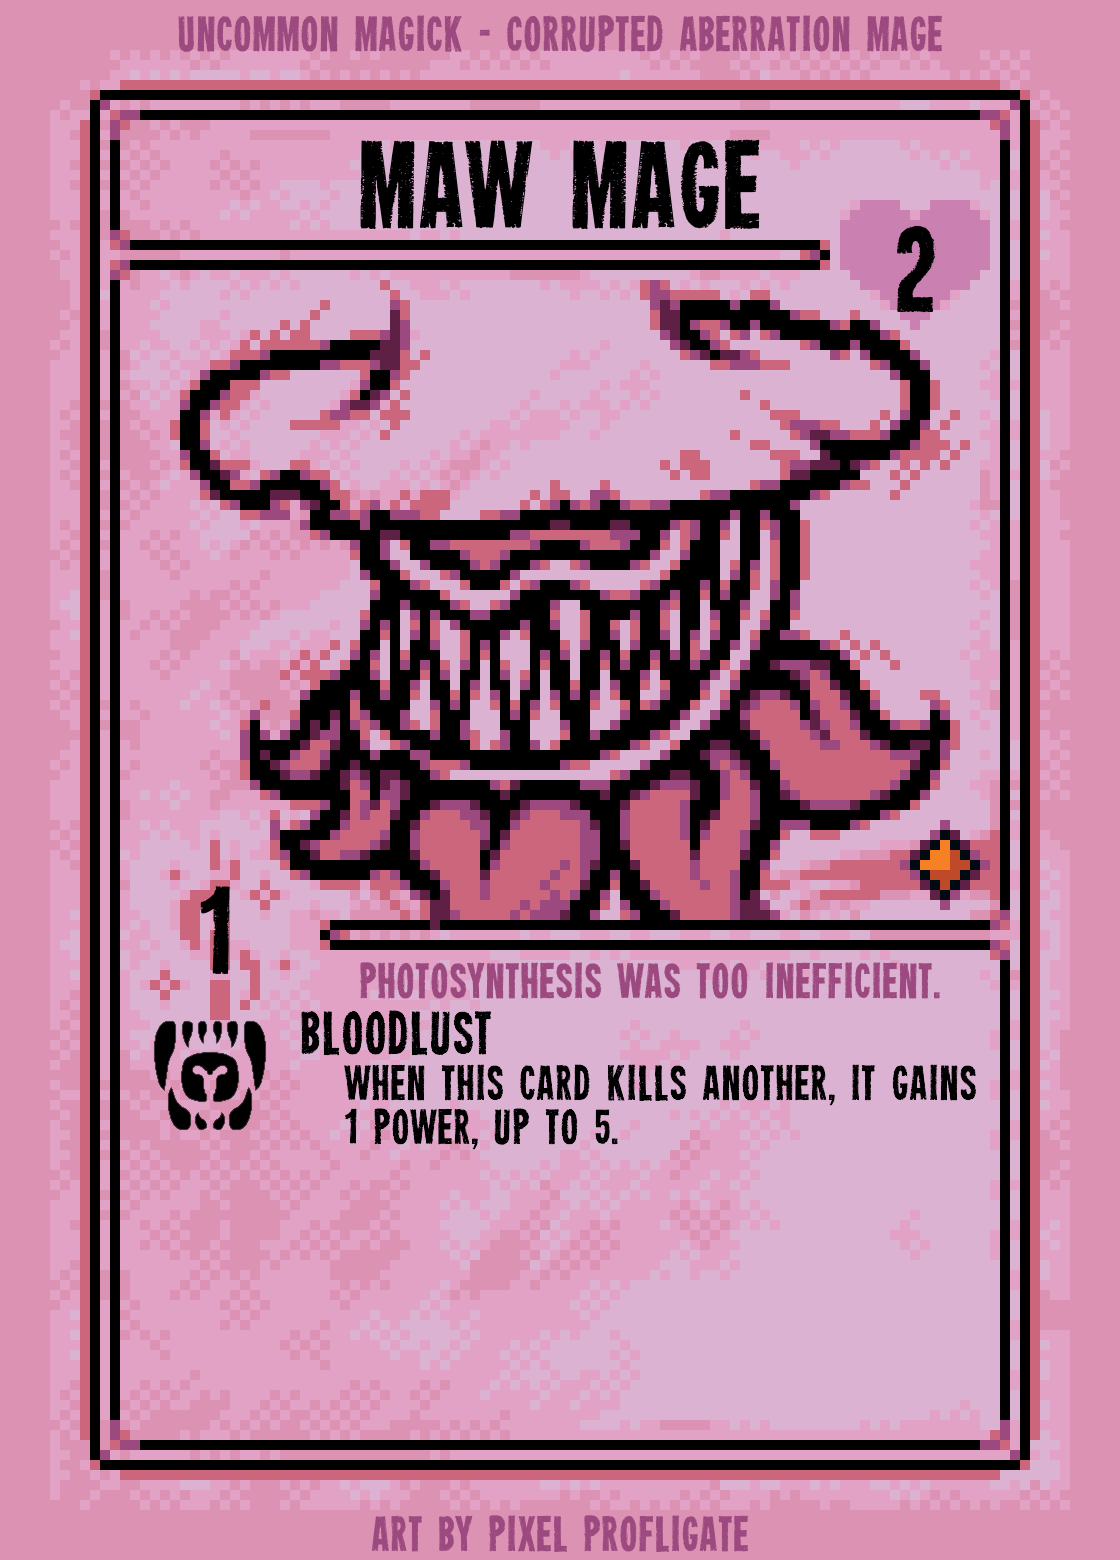 UNCOMMON MAGICK - CORRUPTED ABERRATION MAGE
MAW MAGE
2
1
PHOTOSYNTHESIS WAS TOO INEFFICIENT.
BLOODLUST
WHEN THIS CARD KILLS ANOTHER, IT GAINS
1 POWER, UP TO 5.
ART BY PIXEL PROFLIGATE